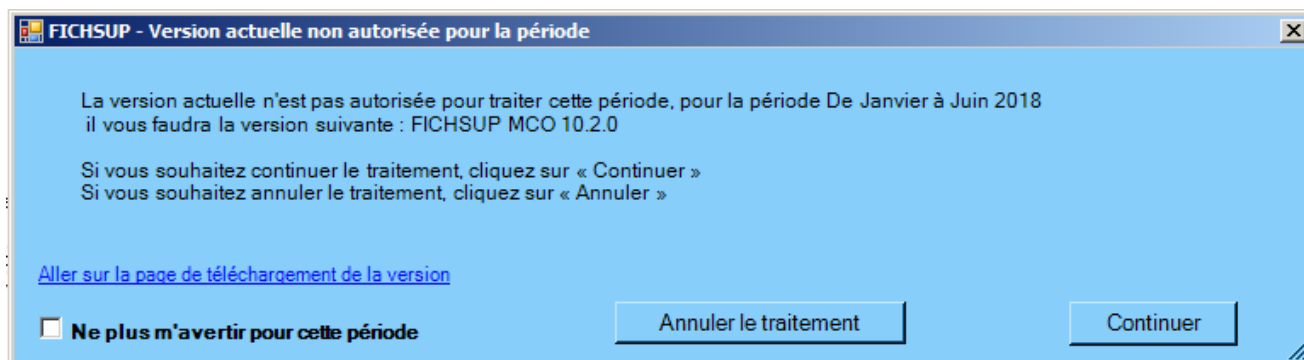 FICHSUP - Version actuelle non autorisée pour la période
La version actuelle n'est pas autorisée pour traiter cette période, pour la période De Janvier à Juin 2018
il vous faudra la version suivante : FICHSUP MCO 10.2.0
Si vous souhaitez continuer le traitement, cliquez sur « Continuer »
Si vous souhaitez annuler le traitement, cliquez sur « Annuler »
Aller sur la page de téléchargement de la version
Ne plus m'avertir pour cette période
Annuler le traitement
Continuer